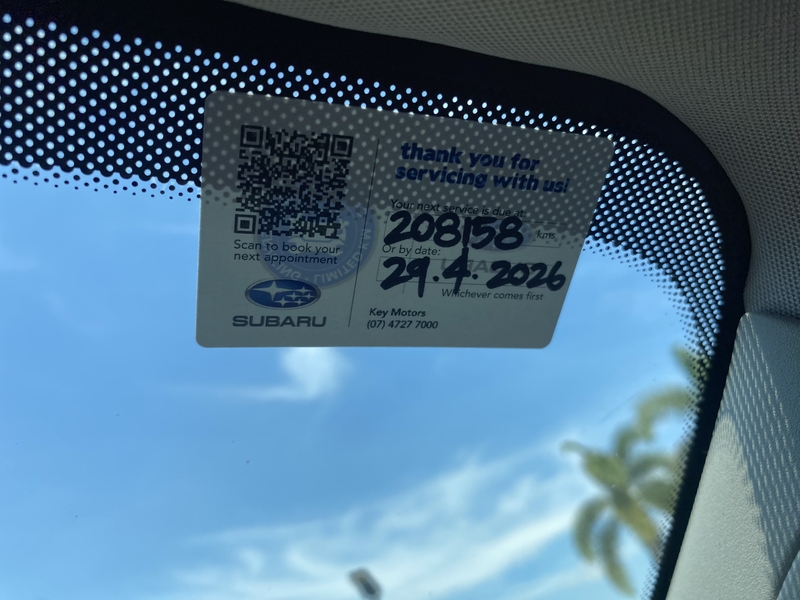 Scan to book your
next appointment
SUBARU
thank you for
servicing with us!
Your next service is due at
208158 kms
Or by date:
29.4.2026
Whichever comes first
Key Motors
(07) 4727 7000